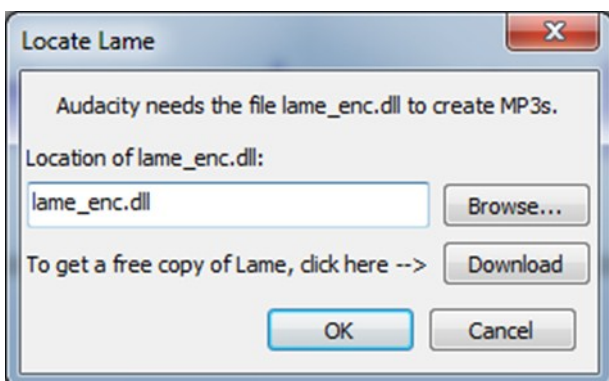 Locate Lame
Audacity needs the file lame_enc.dll to create MP3s.
Location of lame_enc.dll:
lame_enc.dll
Browse...
To get a free copy of Lame, click here -->
Download
OK
Cancel